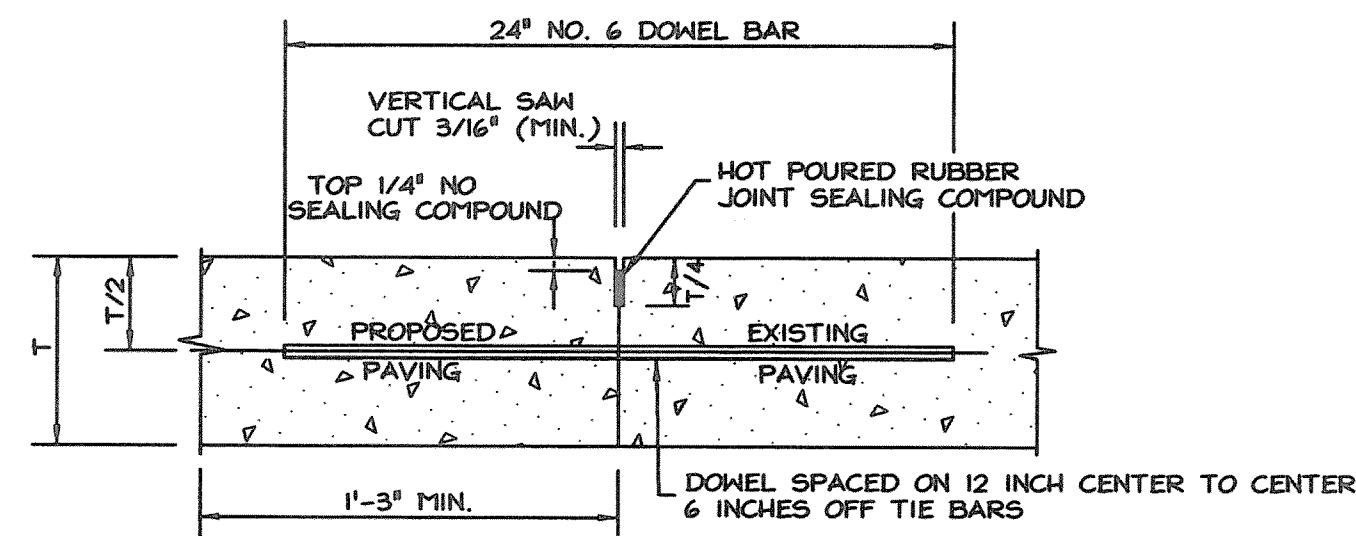 24" NO. 6 DOWEL BAR
VERTICAL SAW
CUT 3/16" (MIN.)
TOP 1/4" NO
SEALING COMPOUND
HOT POURED RUBBER
JOINT SEALING COMPOUND
T
T/2
T/4
PROPOSED
PAVING
EXISTING
PAVING
1'-3" MIN.
DOWEL SPACED ON 12 INCH CENTER TO CENTER
6 INCHES OFF TIE BARS